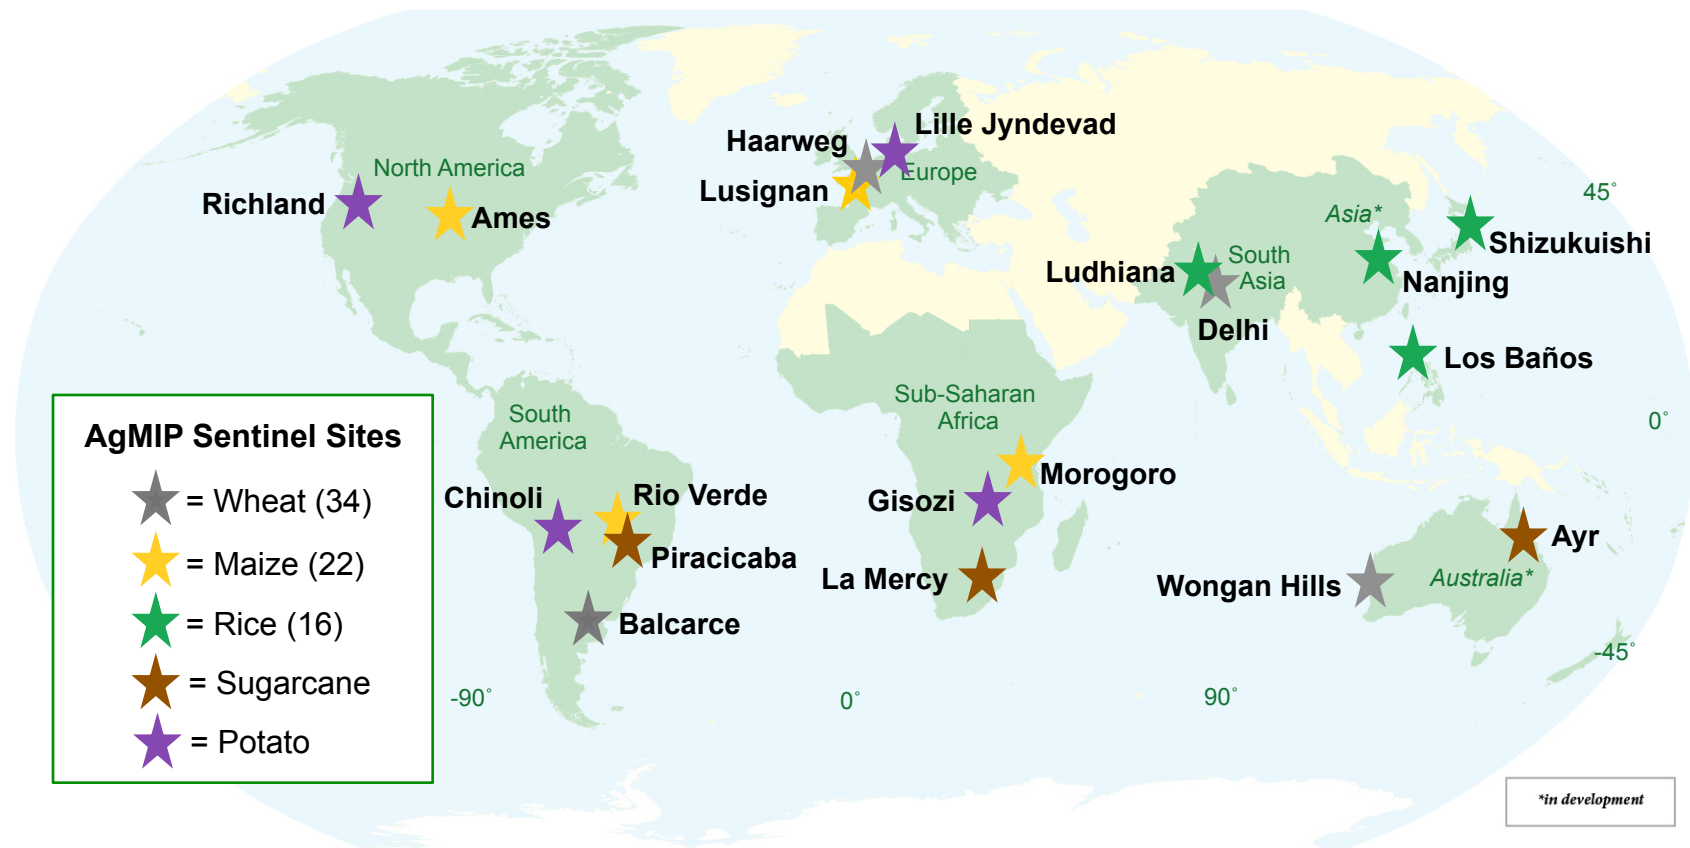 Haarweg
Lille Jyndevad
North America
Europe
Lusignan
Richland
Ames
45°
Asia*
Shizukuishi
South
Asia
Ludhiana
Nanjing
Delhi
Los Baños
Sub-Saharan
Africa
South
America
0°
AgMIP Sentinel Sites
= Wheat (34)
= Maize (22)
= Rice (16)
= Sugarcane
= Potato
Morogoro
Chinoli
Rio Verde
Gisozi
Piracicaba
Ayr
La Mercy
Wongan Hills
Australia*
Balcarce
-45°
-90°
0°
90°
*in development